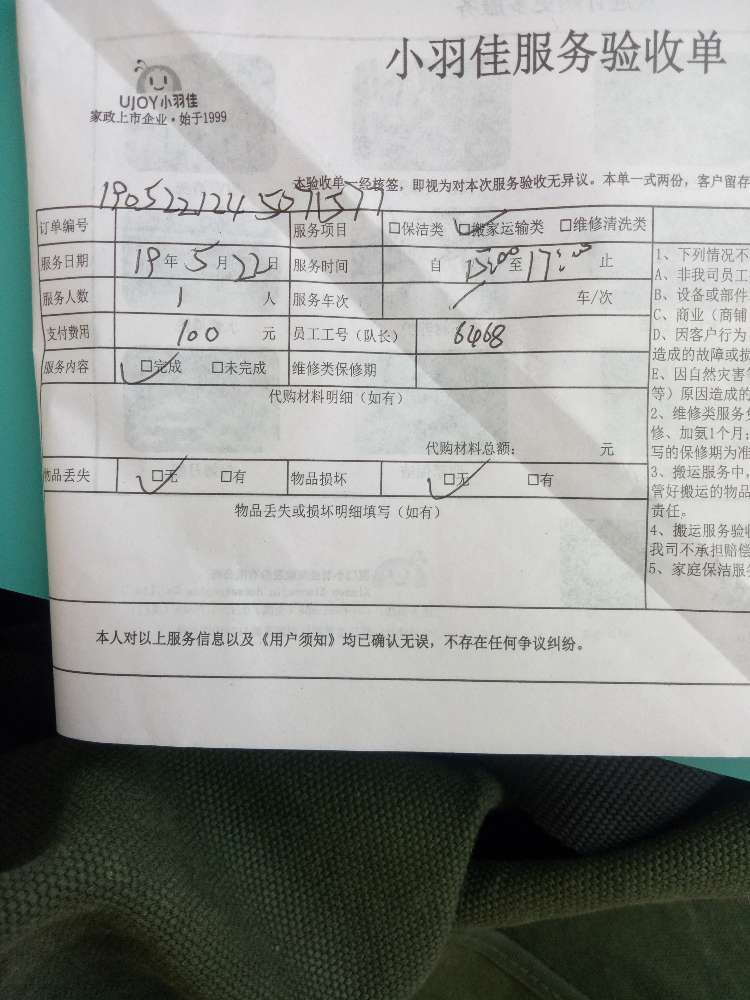 小羽佳服务验收单
UJOY小羽佳
家政上市企业·始于1999
本验收单一经核签，即视为对本次服务验收无异议。本单一式两份，客户留存
订单编号 1905221245071577 服务项目 □保洁类 □搬家运输类 □维修清洗类
服务日期 19年5月22日 服务时间 自 15:00 至 17:00 止
服务人数 1 人 服务车次 / 车/次
支付费用 100 元 员工工号（队长） 6468
服务内容 □完成 □未完成 维修类保修期
代购材料明细（如有）
代购材料总额： 元
物品丢失 □无 □有 物品损坏 □无 □有
物品丢失或损坏明细填写（如有）
本人对以上服务信息以及《用户须知》均已确认无误，不存在任何争议纠纷。
1、下列情况不
A、非我司员工
B、设备或部件
C、商业（商铺
D、因客户行为
造成的故障或损
E、因自然灾害等
等）原因造成的
2、维修类服务
修、加氨1个月；
写的保修期为准
3、搬运服务中，
管好搬运的物品
责任。
4、搬运服务验收
我司不承担赔偿
5、家庭保洁服务